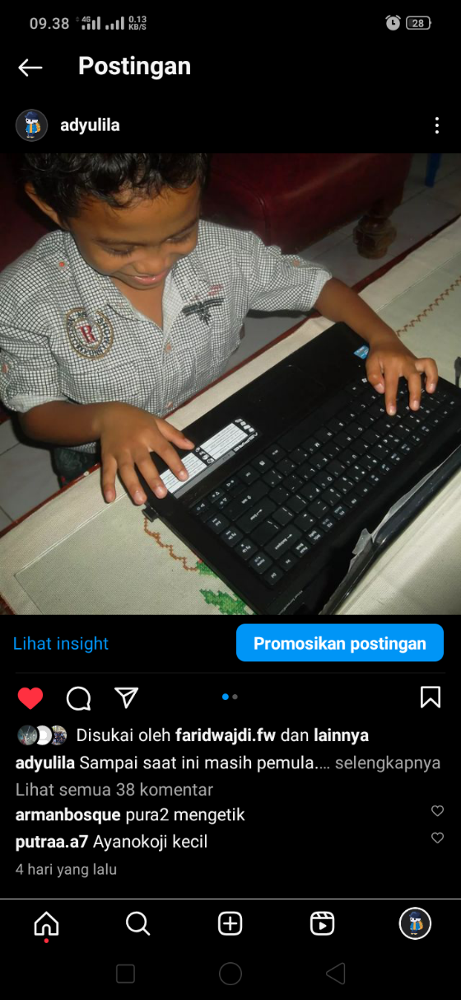 09.38 4G 0.13 KB/S 28
Postingan
adyulila
R
Lihat insight
Promosikan postingan
Disukai oleh faridwajdi.fw dan lainnya
adyulila Sampai saat ini masih pemula.... selengkapnya
Lihat semua 38 komentar
armanbosque pura2 mengetik
putraa.a7 Ayanokoji kecil
4 hari yang lalu